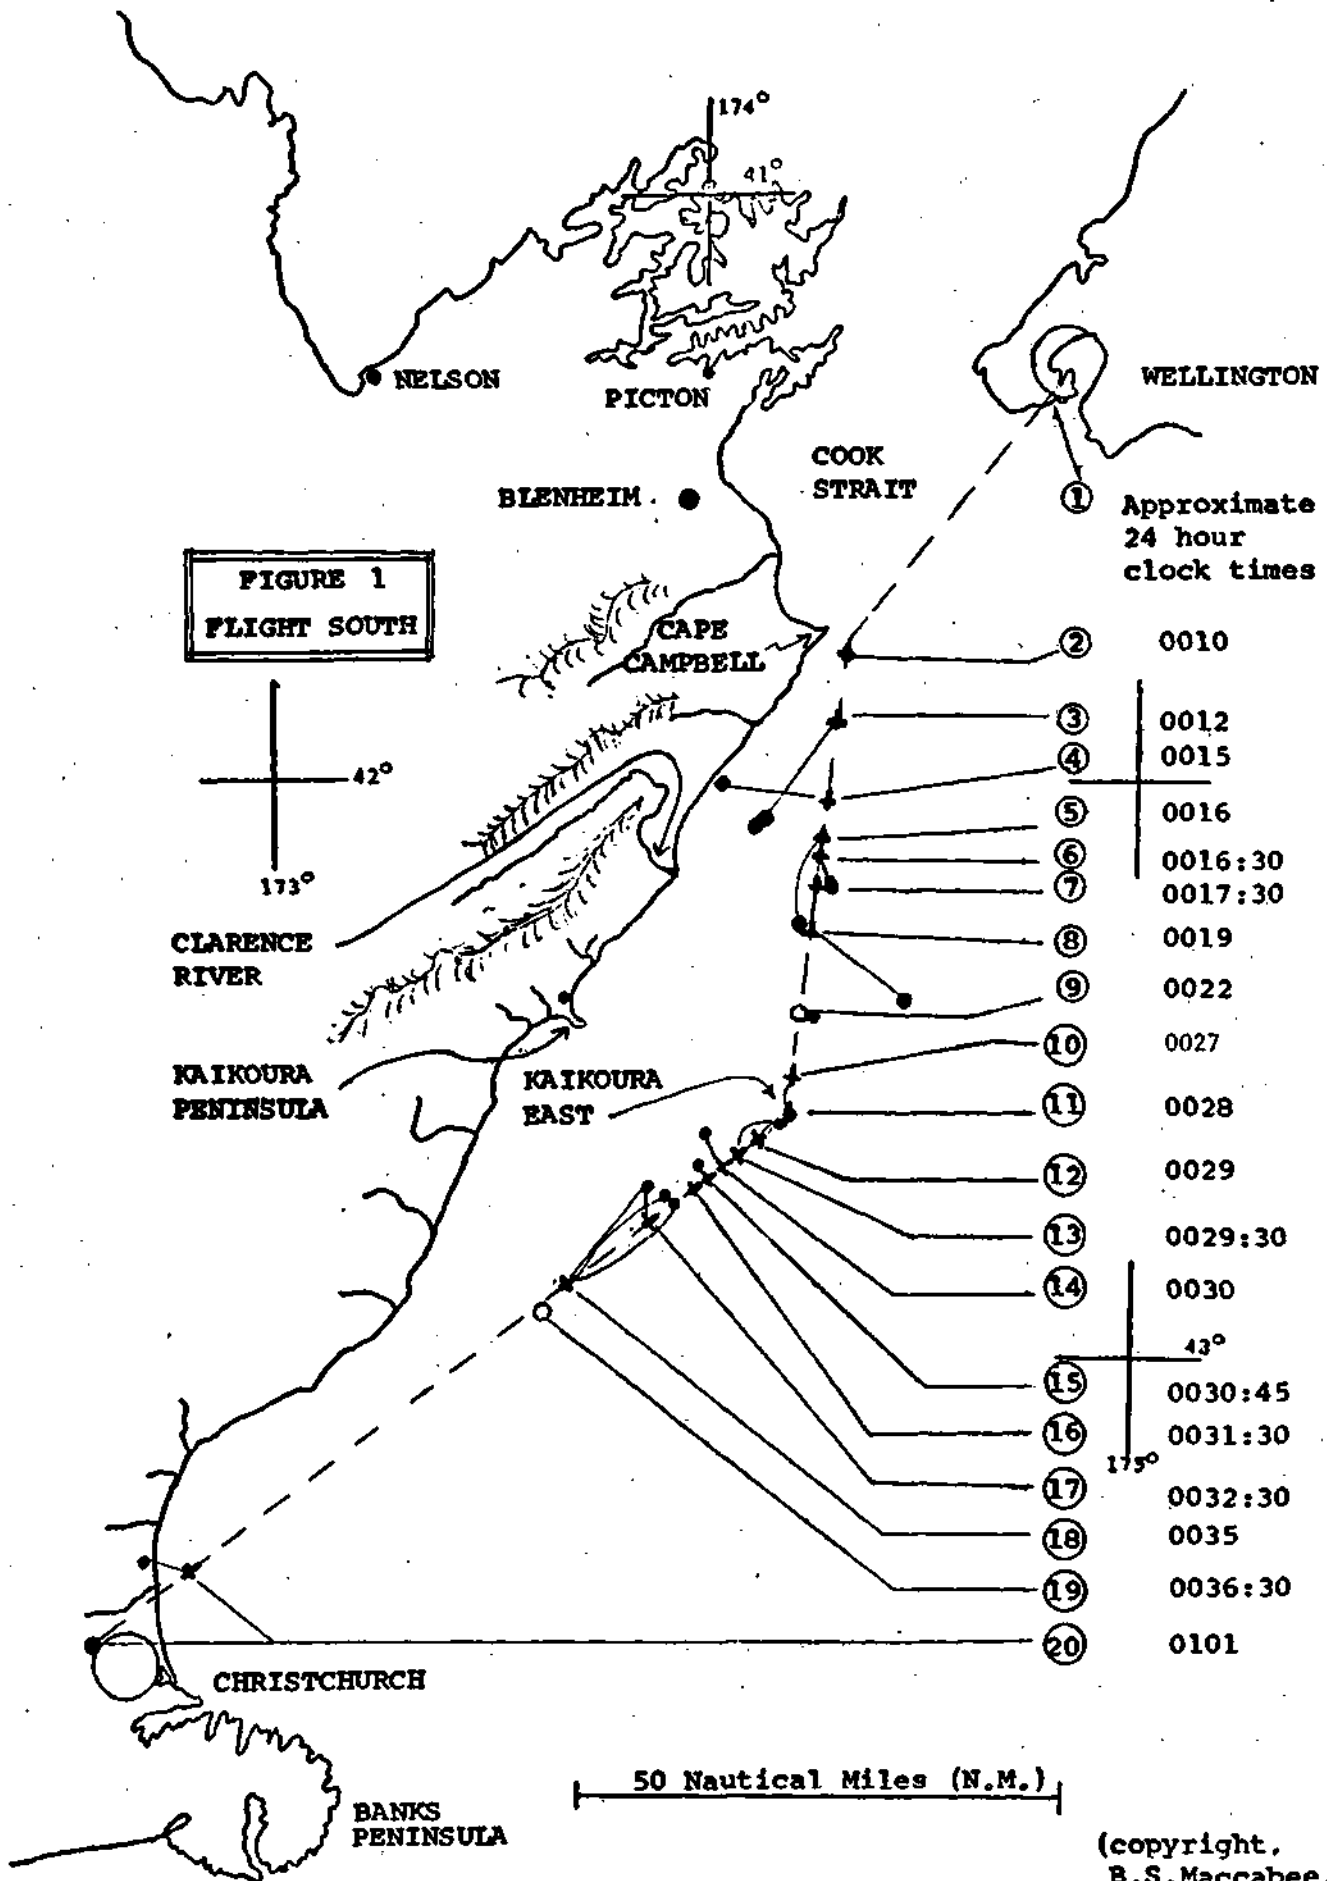 174°
41°
NELSON
PICTON
WELLINGTON
COOK
STRAIT
BLENHEIM
1
Approximate
24 hour
clock times
FIGURE 1
FLIGHT SOUTH
CAPE
CAMPBELL
2 0010
3 0012
4 0015
42°
173°
5 0016
6 0016:30
7 0017:30
CLARENCE
RIVER
8 0019
9 0022
10 0027
KAIKOURA
PENINSULA
KAIKOURA
EAST
11 0028
12 0029
13 0029:30
14 0030
43°
15 0030:45
16 0031:30
175°
17 0032:30
18 0035
19 0036:30
20 0101
CHRISTCHURCH
50 Nautical Miles (N.M.)
BANKS
PENINSULA
(copyright,
B.S.Maccabee,